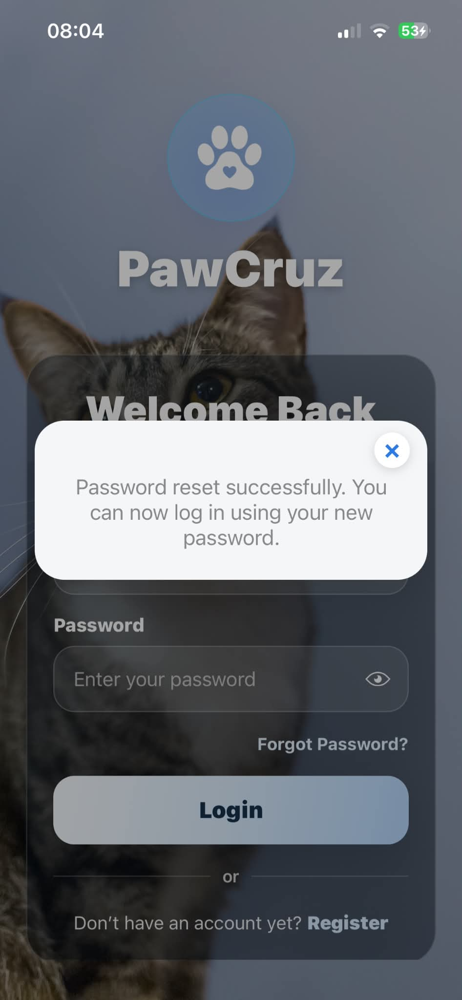 08:04
53
PawCruz
Welcome Back
Password reset successfully. You
can now log in using your new
password.
Password
Enter your password
Forgot Password?
Login
or
Don't have an account yet? Register